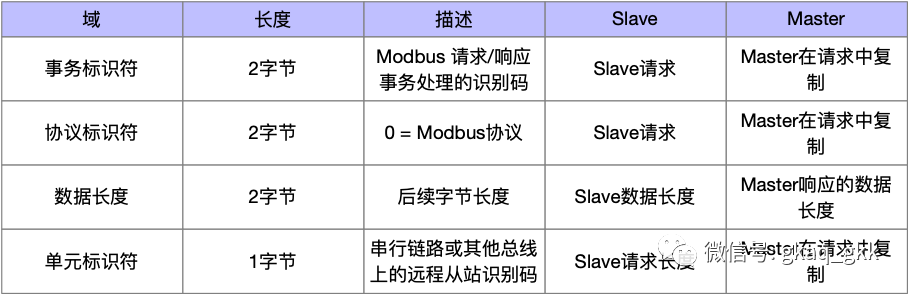 域 长度 描述 Slave Master
事务标识符 2字节 Modbus 请求/响应 Slave请求 Master在请求中复
事务处理的识别码 制
协议标识符 2字节 0 = Modbus协议 Slave请求 Master在请求中复
制
数据长度 2字节 后续字节长度 Slave数据长度 Master响应的数据
长度
单元标识符 1字节 串行链路或其他总线 Slave请求长度 Master在请求中复
上的远程从站识别码 制
微信号: gkaq_gkk